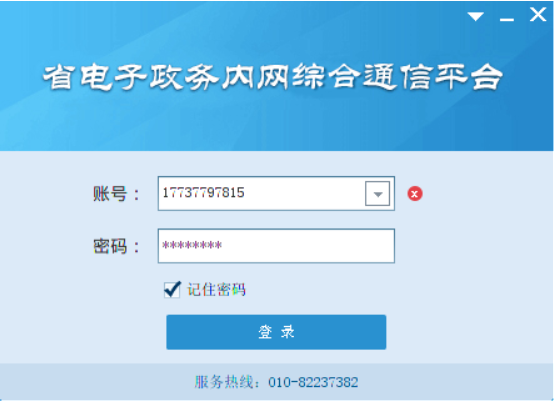 省电子政务内网综合通信平台
账号： 17737797815
密码： ********
记住密码
登录
服务热线：010-82237382